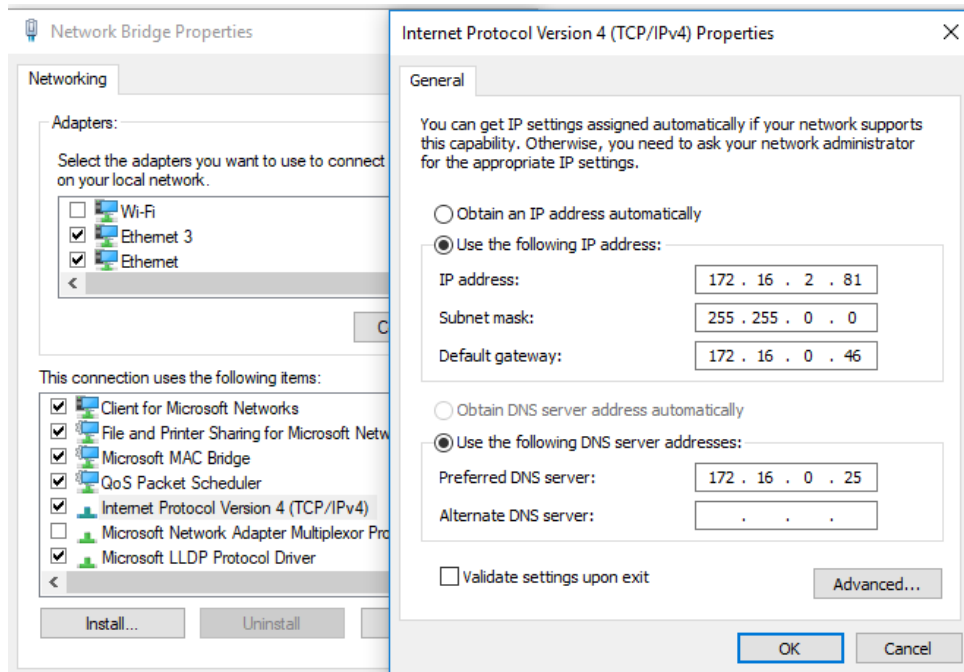 Network Bridge Properties
Networking
Adapters:
Select the adapters you want to use to connect
on your local network.
Wi-Fi
Ethernet 3
Ethernet
This connection uses the following items:
Client for Microsoft Networks
File and Printer Sharing for Microsoft Netw
Microsoft MAC Bridge
QoS Packet Scheduler
Internet Protocol Version 4 (TCP/IPv4)
Microsoft Network Adapter Multiplexor Pro
Microsoft LLDP Protocol Driver
Install...
Uninstall
Internet Protocol Version 4 (TCP/IPv4) Properties
General
You can get IP settings assigned automatically if your network supports
this capability. Otherwise, you need to ask your network administrator
for the appropriate IP settings.
Obtain an IP address automatically
Use the following IP address:
IP address: 172 . 16 . 2 . 81
Subnet mask: 255 . 255 . 0 . 0
Default gateway: 172 . 16 . 0 . 46
Obtain DNS server address automatically
Use the following DNS server addresses:
Preferred DNS server: 172 . 16 . 0 . 25
Alternate DNS server: . . .
Validate settings upon exit
Advanced...
OK
Cancel